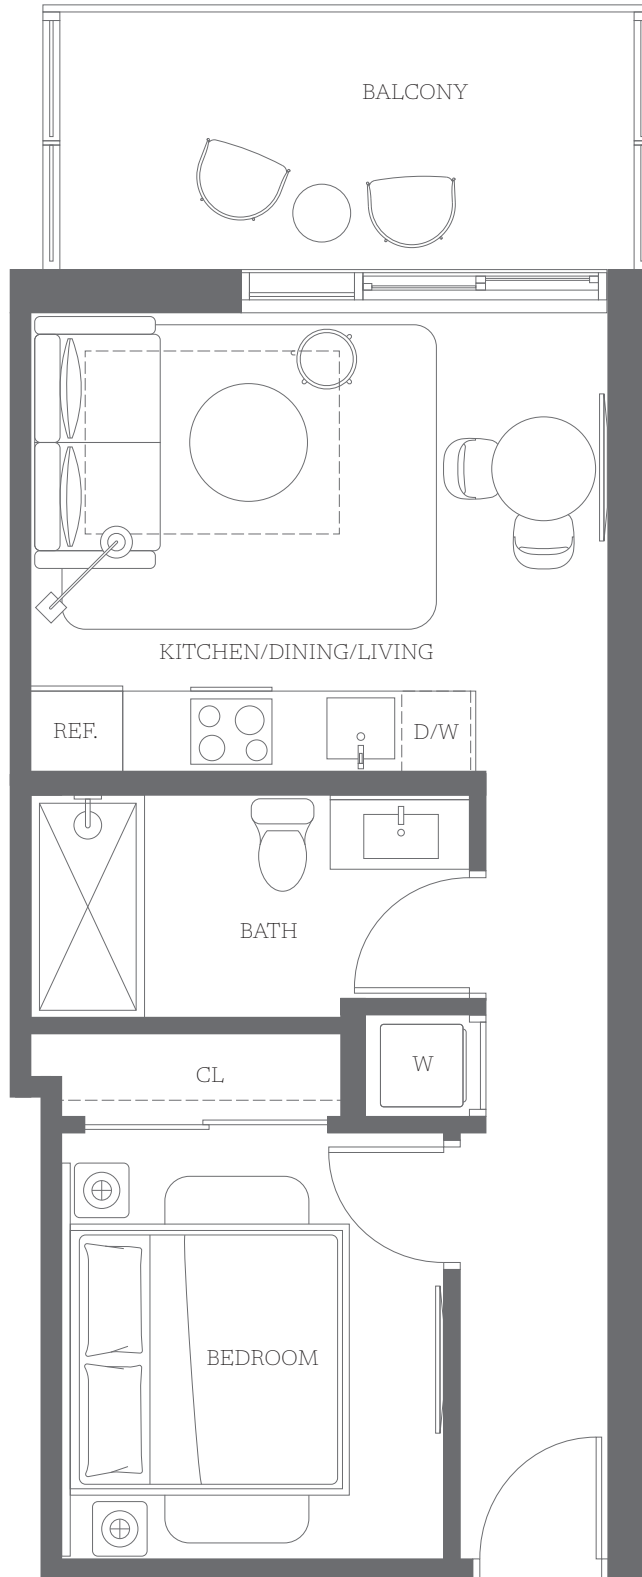 BALCONY
KITCHEN/DINING/LIVING
REF.
D/W
BATH
CL
W
BEDROOM